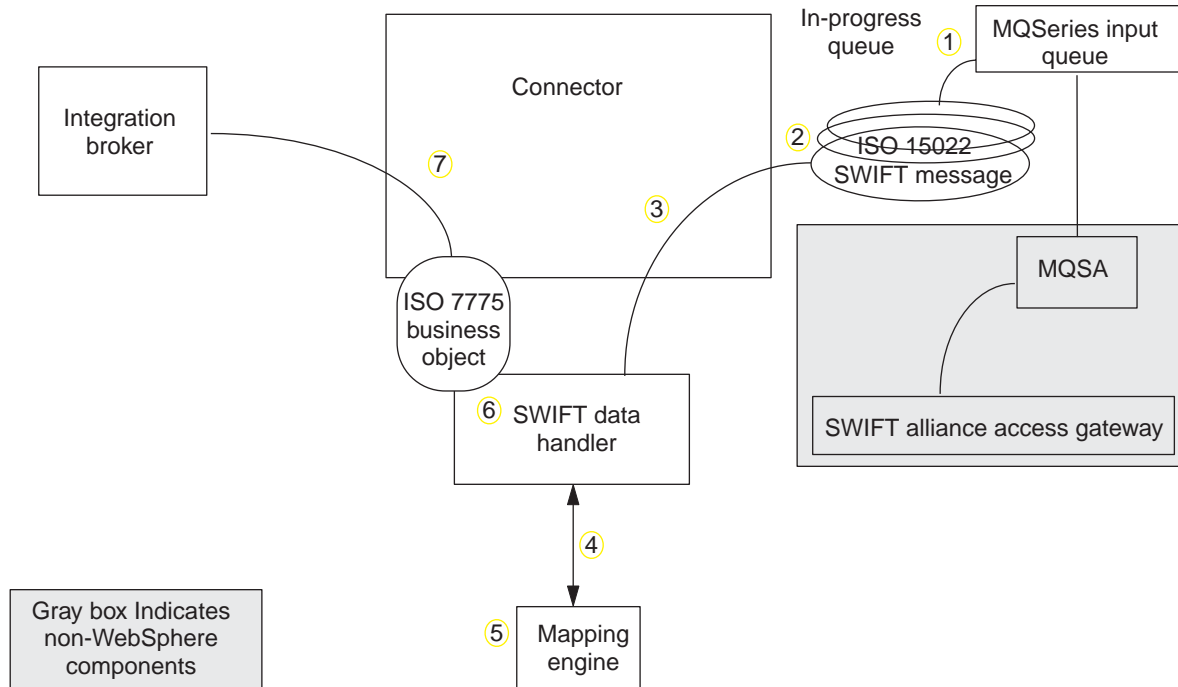 In-progress
queue
1
MQSeries input
queue
Connector
Integration
broker
7
2
ISO 15022
SWIFT message
3
MQSA
ISO 7775
business
object
6
SWIFT data
handler
SWIFT alliance access gateway
4
Gray box Indicates
non-WebSphere
components
5
Mapping
engine